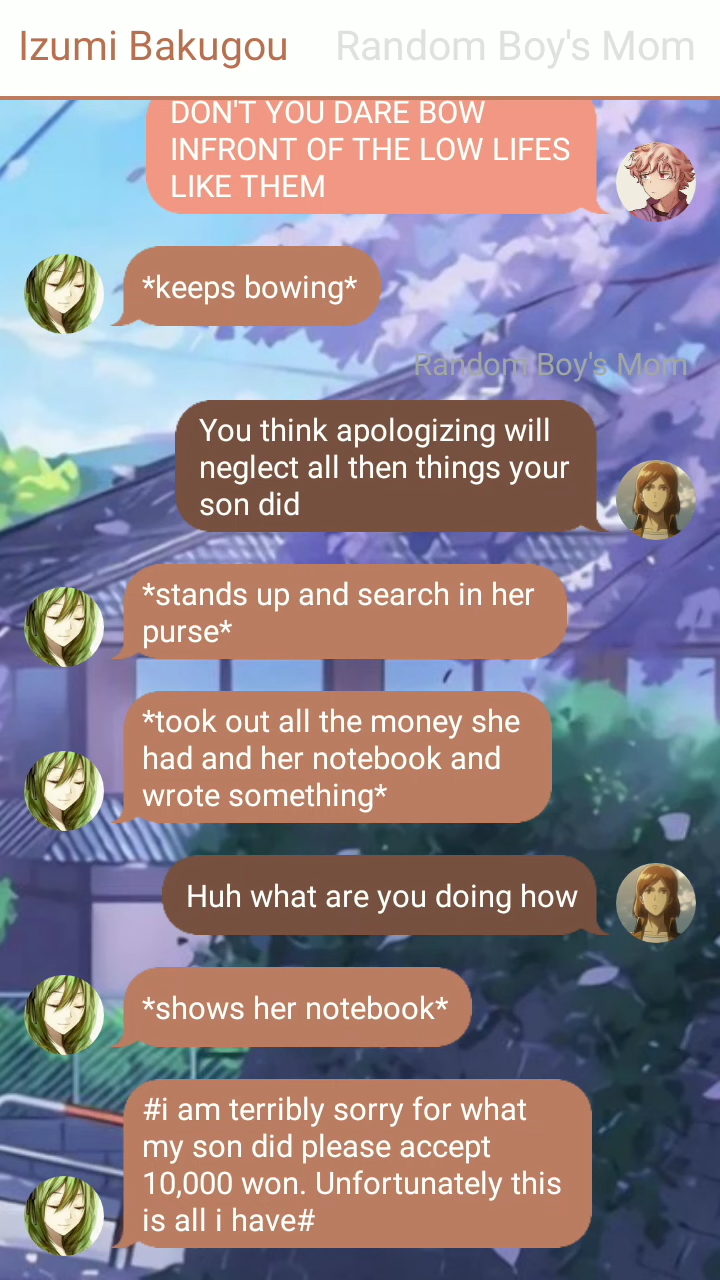 Izumi Bakugou Random Boy's Mom
DON'T YOU DARE BOW
INFRONT OF THE LOW LIFES
LIKE THEM
*keeps bowing*
Random Boy's Mom
You think apologizing will
neglect all then things your
son did
*stands up and search in her
purse*
*took out all the money she
had and her notebook and
wrote something*
Huh what are you doing how
*shows her notebook*
#i am terribly sorry for what
my son did please accept
10,000 won. Unfortunately this
is all i have#